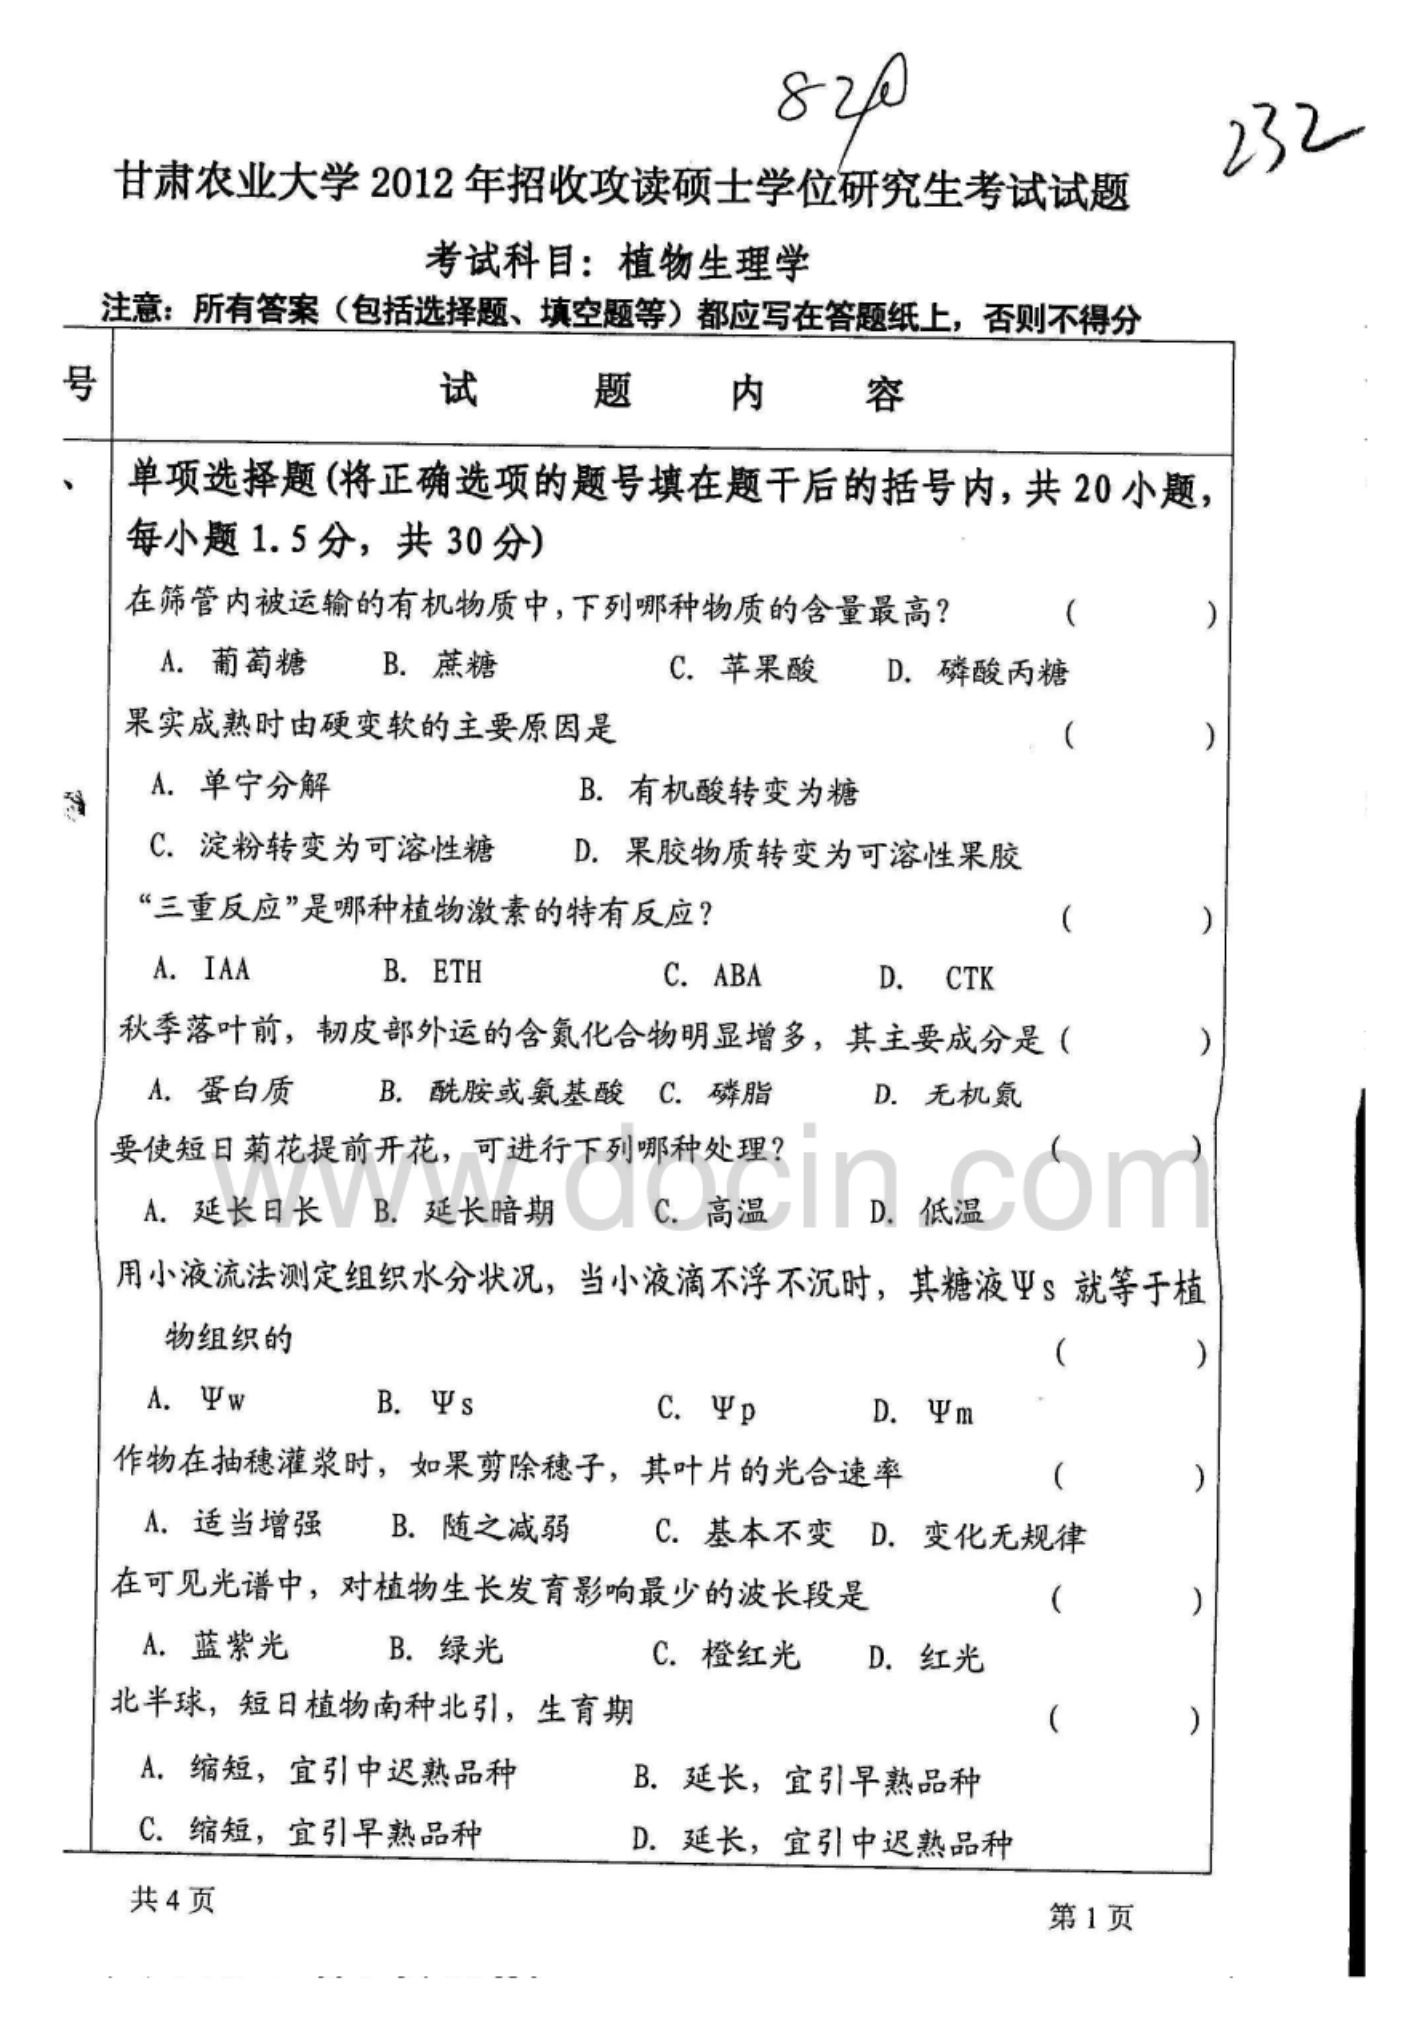 820
232
甘肃农业大学 2012 年招收攻读硕士学位研究生考试试题
考试科目：植物生理学
注意：所有答案（包括选择题、填空题等）都应写在答题纸上，否则不得分
号 试 题 内 容
、 单项选择题(将正确选项的题号填在题干后的括号内，共 20 小题，
每小题 1.5 分，共 30 分)
在筛管内被运输的有机物质中，下列哪种物质的含量最高？ ( )
A. 葡萄糖 B. 蔗糖 C. 苹果酸 D. 磷酸丙糖
果实成熟时由硬变软的主要原因是 ( )
A. 单宁分解 B. 有机酸转变为糖
C. 淀粉转变为可溶性糖 D. 果胶物质转变为可溶性果胶
“三重反应”是哪种植物激素的特有反应？ ( )
A. IAA B. ETH C. ABA D. CTK
秋季落叶前，韧皮部外运的含氮化合物明显增多，其主要成分是 ( )
A. 蛋白质 B. 酰胺或氨基酸 C. 磷脂 D. 无机氮
要使短日菊花提前开花，可进行下列哪种处理？ ( )
A. 延长日长 B. 延长暗期 C. 高温 D. 低温
www.docin.com
用小液流法测定组织水分状况，当小液滴不浮不沉时，其糖液Ψs 就等于植
物组织的 ( )
A. Ψw B. Ψs C. Ψp D. Ψm
作物在抽穗灌浆时，如果剪除穗子，其叶片的光合速率 ( )
A. 适当增强 B. 随之减弱 C. 基本不变 D. 变化无规律
在可见光谱中，对植物生长发育影响最少的波长段是 ( )
A. 蓝紫光 B. 绿光 C. 橙红光 D. 红光
北半球，短日植物南种北引，生育期 ( )
A. 缩短，宜引中迟熟品种 B. 延长，宜引早熟品种
C. 缩短，宜引早熟品种 D. 延长，宜引中迟熟品种
共 4 页 第 1 页